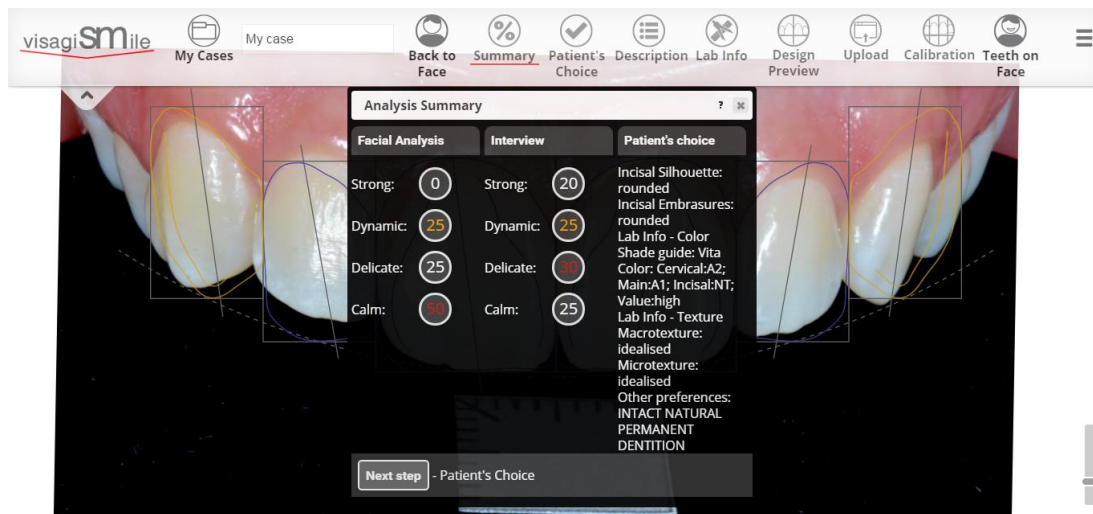 visagiSMile
My Cases
My case
Back to
Face
Summary
Patient's
Choice
Description
Lab Info
Design
Preview
Upload
Calibration
Teeth on
Face
Analysis Summary
?
Facial Analysis
Strong: 0
Dynamic: 25
Delicate: 25
Calm: 50
Interview
Strong: 20
Dynamic: 25
Delicate: 30
Calm: 25
Patient's choice
Incisal Silhouette:
rounded
Incisal Embrasures:
rounded
Lab Info - Color
Shade guide: Vita
Color: Cervical:A2;
Main:A1; Incisal:NT;
Value:high
Lab Info - Texture
Macrotexture:
idealised
Microtexture:
idealised
Other preferences:
INTACT NATURAL
PERMANENT
DENTITION
Next step - Patient's Choice